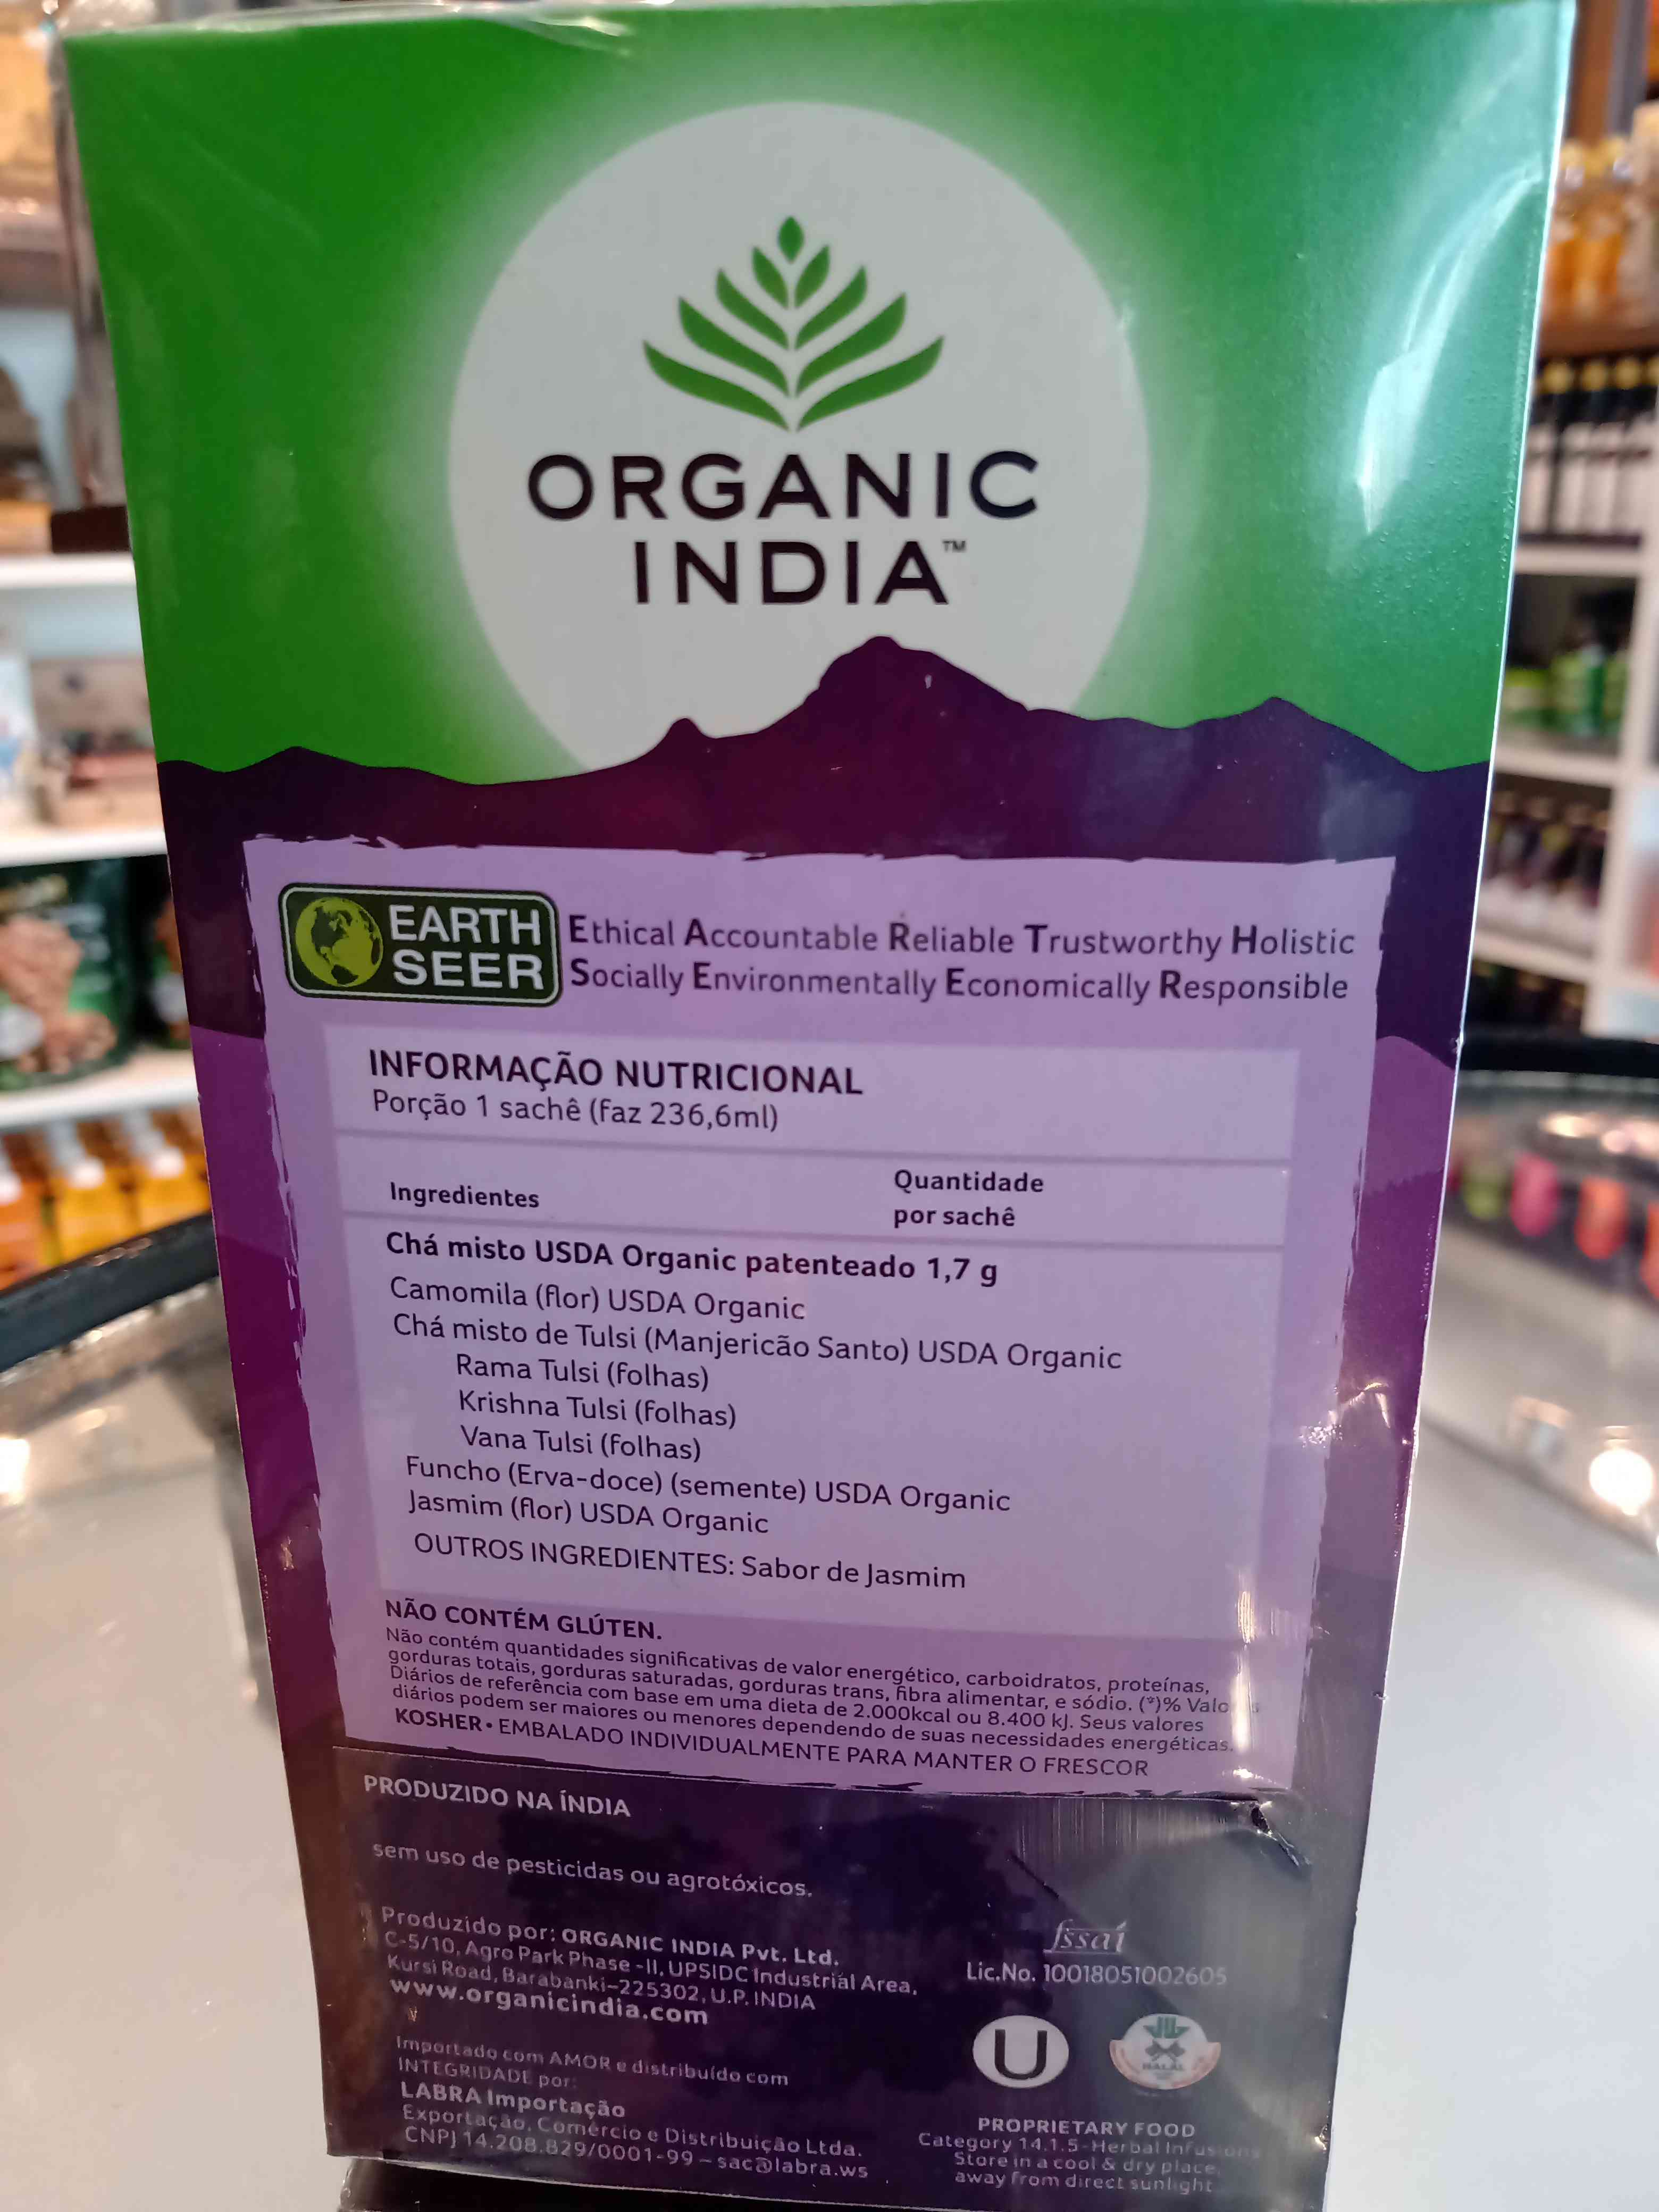 ORGANIC
INDIA™
EARTH
SEER
Ethical Accountable Reliable Trustworthy Holistic
Socially Environmentally Economically Responsible
INFORMAÇÃO NUTRICIONAL
Porção 1 sachê (faz 236,6ml)
Ingredientes
Quantidade
por sachê
Chá misto USDA Organic patenteado 1,7 g
Camomila (flor) USDA Organic
Chá misto de Tulsi (Manjericão Santo) USDA Organic
Rama Tulsi (folhas)
Krishna Tulsi (folhas)
Vana Tulsi (folhas)
Funcho (Erva-doce) (semente) USDA Organic
Jasmim (flor) USDA Organic
OUTROS INGREDIENTES: Sabor de Jasmim
NÃO CONTÉM GLÚTEN.
Não contém quantidades significativas de valor energético, carboidratos, proteínas,
gorduras totais, gorduras saturadas, gorduras trans, fibra alimentar, e sódio. (*)%
Diários de referência com base em uma dieta de 2.000kcal ou 8.400 kJ. Seus valores
diários podem ser maiores ou menores dependendo de suas necessidades energéticas.
KOSHER • EMBALADO INDIVIDUALMENTE PARA MANTER O FRESCOR
PRODUZIDO NA ÍNDIA
sem uso de pesticidas ou agrotóxicos.
Produzido por: ORGANIC INDIA Pvt. Ltd.
C-5/10, Agro Park Phase -II, UPSIDC Industrial Area,
Kursi Road, Barabanki-225302, U.P. INDIA
www.organicindia.com
Importado com AMOR e distribuído com
INTEGRIDADE por:
LABRA Importação
Exportação, Comércio e Distribuição Ltda.
CNPJ 14.208.829/0001-99 – sac@labra.ws
fssai
Lic.No. 10018051002605
U
HALAL
PROPRIETARY FOOD
Category 14.1.5-Herbal Infusions
Store in a cool & dry place,
away from direct sunlight